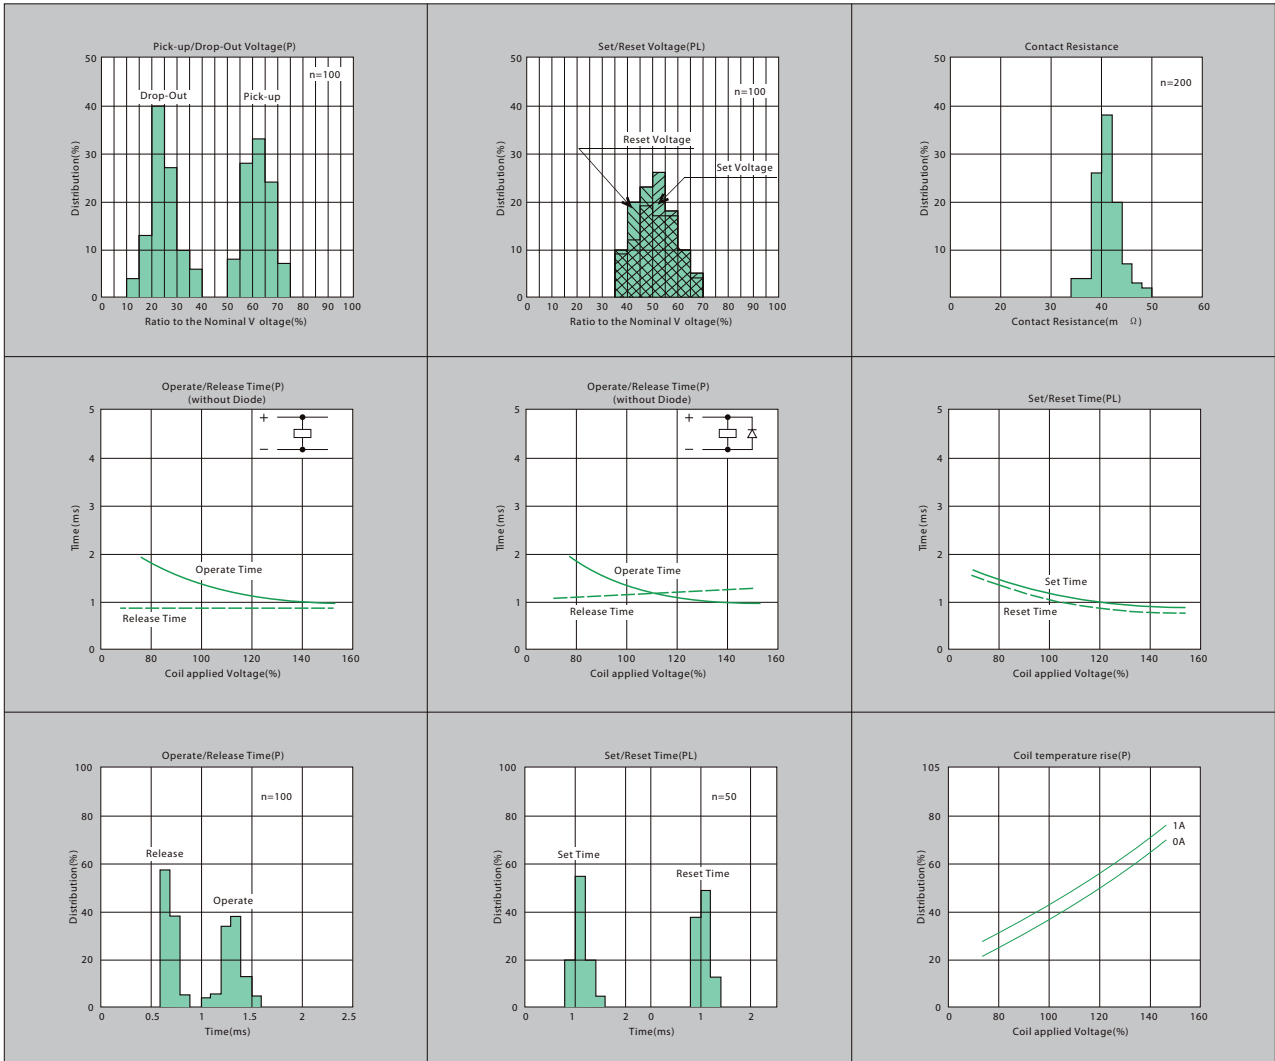 Pick-up/Drop-Out Voltage(P)
50
40
30
20
10
0
n=100
Drop-Out
Pick-up
Distribution(%)
10 20 30 40 50 60 70 80 90 100
Ratio to the Nominal V oltage(%)
Set/Reset Voltage(PL)
50
40
30
20
10
0
n=100
Reset Voltage
Set Voltage
Distribution(%)
10 20 30 40 50 60 70 80 90 100
Ratio to the Nominal V oltage(%)
Contact Resistance
50
40
30
20
10
0
n=200
Distribution(%)
0 20 30 40 50 60
Contact Resistance(m Ω)
Operate/Release Time(P)
(without Diode)
5
4
3
2
1
0
+
−
Time(ms)
Operate Time
Release Time
0 80 100 120 140 160
Coil applied Voltage(%)
Operate/Release Time(P)
(without Diode)
5
4
3
2
1
0
+
−
Time(ms)
Operate Time
Release Time
0 80 100 120 140 160
Coil applied Voltage(%)
Set/Reset Time(PL)
5
4
3
2
1
0
Time(ms)
Set Time
Reset Time
0 80 100 120 140 160
Coil applied Voltage(%)
Operate/Release Time(P)
100
80
60
40
20
0
n=100
Release
Operate
Distribution(%)
0 0.5 1 1.5 2 2.5
Time(ms)
Set/Reset Time(PL)
100
80
60
40
20
0
n=50
Set Time
Reset Time
Distribution(%)
0 1 2 0 1 2
Time(ms)
Coil temperature rise(P)
105
80
60
40
20
0
1A
0A
Distribution(%)
0 80 100 120 140 160
Coil applied Voltage(%)